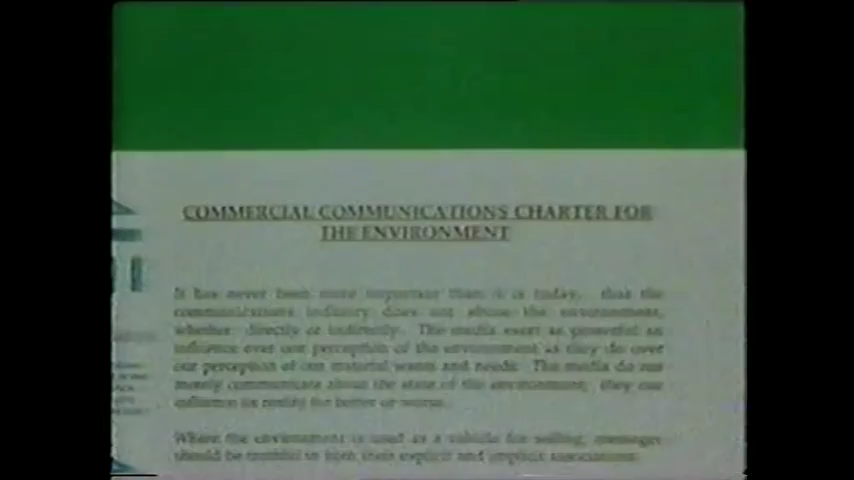 COMMERCIAL COMMUNICATIONS CHARTER FOR
THE ENVIRONMENT
It has never been more important than it is today, that the
communications industry does not abuse the environment,
whether directly or indirectly. The media exert as powerful an
influence over our perception of the environment as they do over
our perception of our material wants and needs. The media do not
merely communicate about the state of the environment, they can
influence its reality for better or worse.
Where the environment is used as a vehicle for selling, messages
should be truthful in both their explicit and implicit associations.